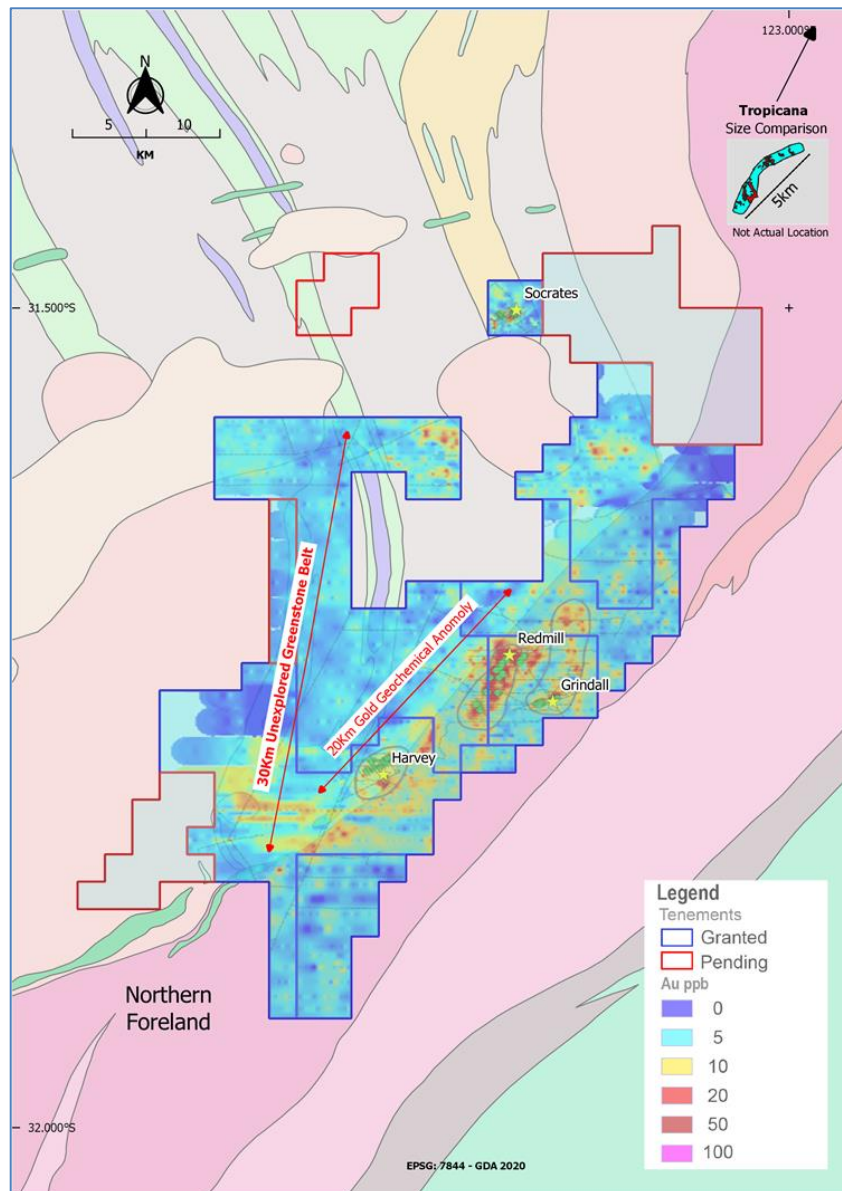 123.000°
N
5 10
KM
Tropicana
Size Comparison
5km
Not Actual Location
31.500°S
Socrates
30Km Unexplored Greenstone Belt
20Km Gold Geochemical Anomoly
Redmill
Grindall
Harvey
Northern
Foreland
Legend
Tenements
Granted
Pending
Au ppb
0
5
10
20
50
100
32.000°S
EPSG: 7844 - GDA 2020